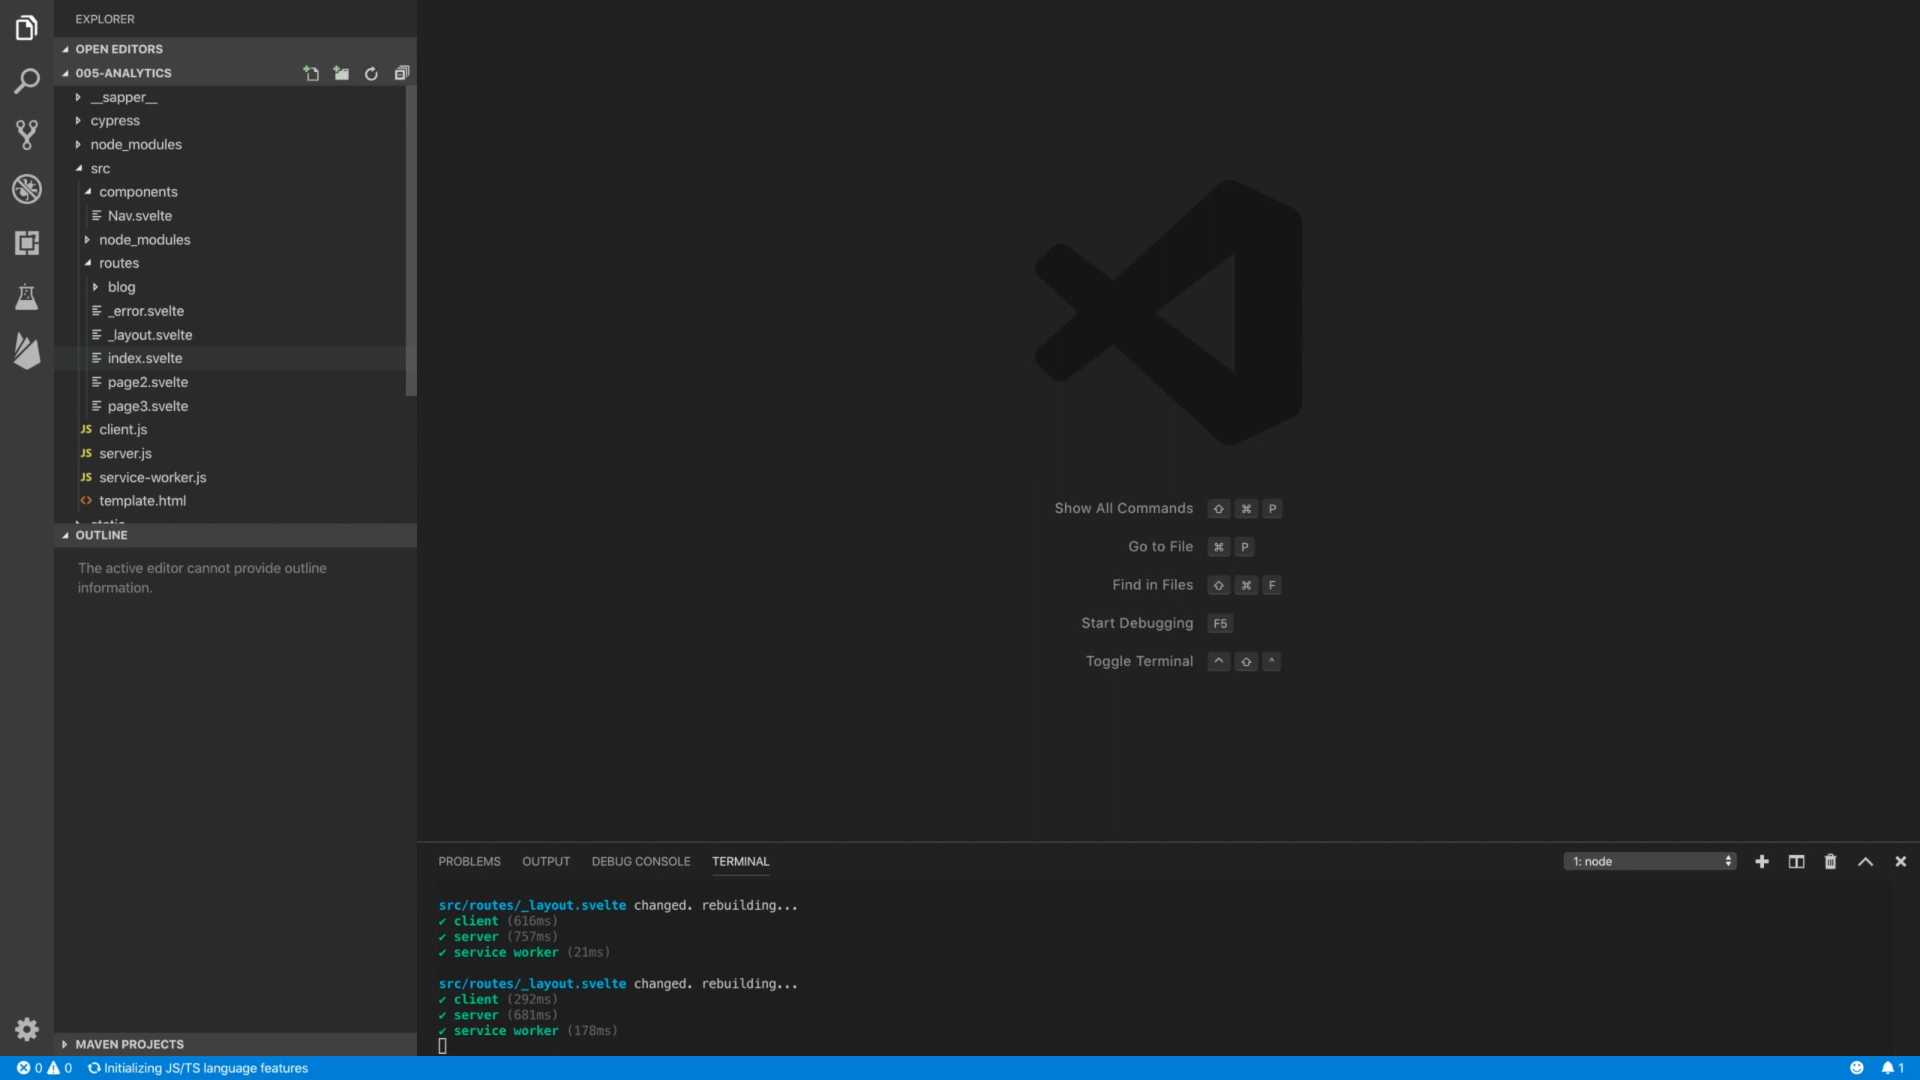 EXPLORER
OPEN EDITORS
005-ANALYTICS
__sapper__
cypress
node_modules
src
components
Nav.svelte
node_modules
routes
blog
_error.svelte
_layout.svelte
index.svelte
page2.svelte
page3.svelte
JS client.js
JS server.js
JS service-worker.js
<> template.html
static
OUTLINE
The active editor cannot provide outline
information.
MAVEN PROJECTS
Show All Commands ⇧ ⌘ P
Go to File ⌘ P
Find in Files ⇧ ⌘ F
Start Debugging F5
Toggle Terminal ^ ⇧ ^
PROBLEMS OUTPUT DEBUG CONSOLE TERMINAL 1: node
src/routes/_layout.svelte changed. rebuilding...
✔ client (616ms)
✔ server (757ms)
✔ service worker (21ms)
src/routes/_layout.svelte changed. rebuilding...
✔ client (292ms)
✔ server (681ms)
✔ service worker (178ms)
0 0 Initializing JS/TS language features 1